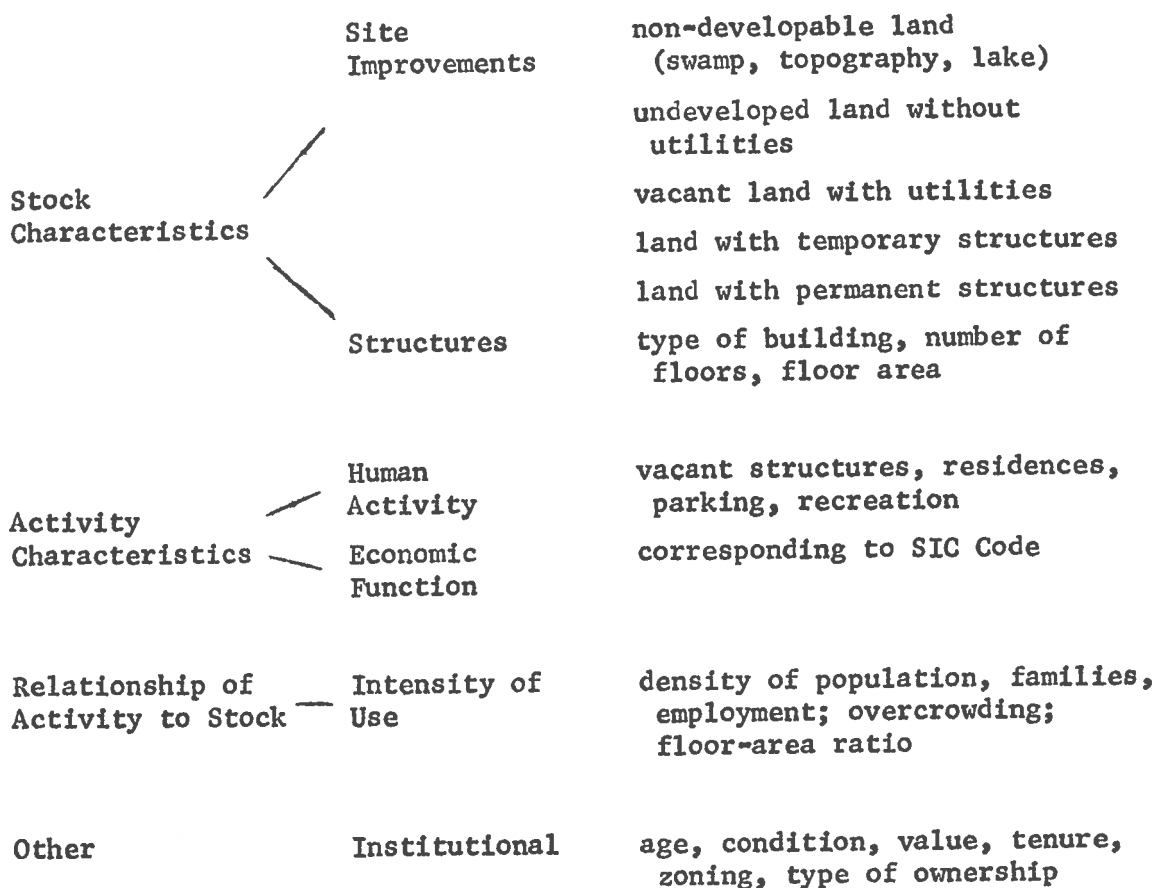 Site
Improvements
non-developable land
(swamp, topography, lake)
undeveloped land without
utilities
Stock
Characteristics
vacant land with utilities
land with temporary structures
land with permanent structures
Structures
type of building, number of
floors, floor area
Activity
Characteristics
Human
Activity
vacant structures, residences,
parking, recreation
Economic
Function
corresponding to SIC Code
Relationship of
Activity to Stock
Intensity of
Use
density of population, families,
employment; overcrowding;
floor-area ratio
Other
Institutional
age, condition, value, tenure,
zoning, type of ownership